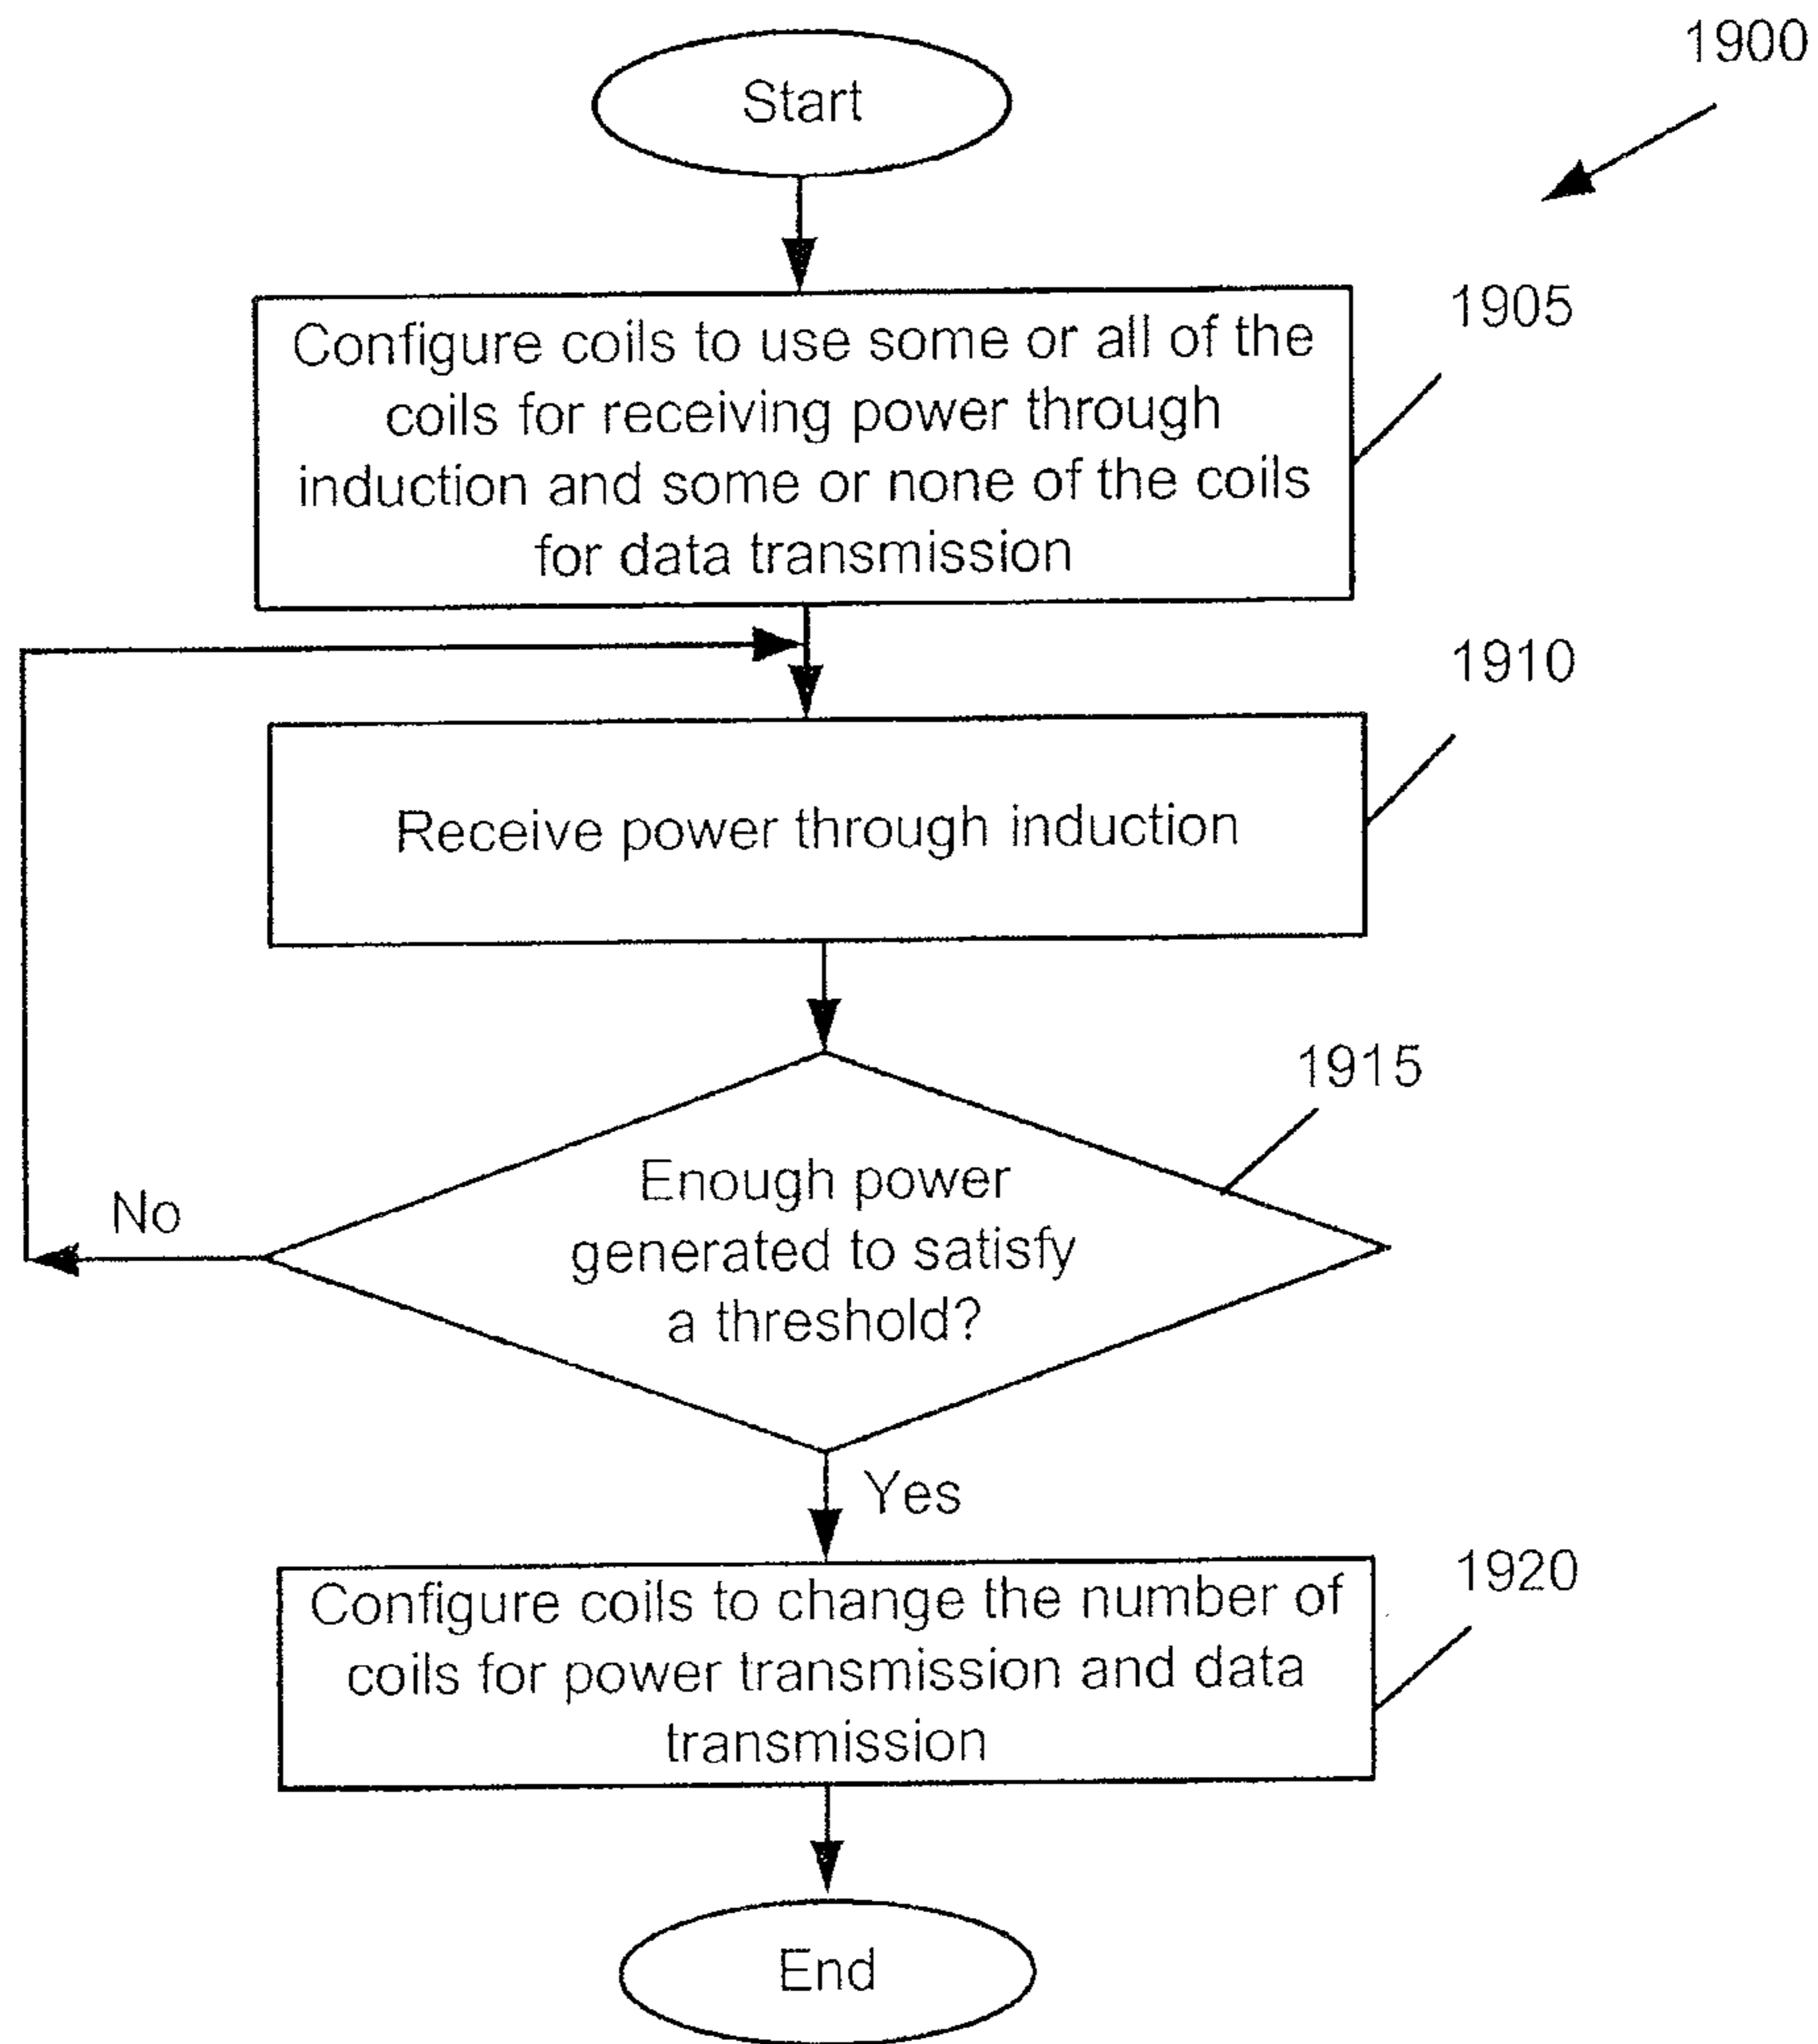 1900
Start
1905
Configure coils to use some or all of the
coils for receiving power through
induction and some or none of the coils
for data transmission
1910
Receive power through induction
1915
Enough power
generated to satisfy
a threshold?
No
Yes
1920
Configure coils to change the number of
coils for power transmission and data
transmission
End